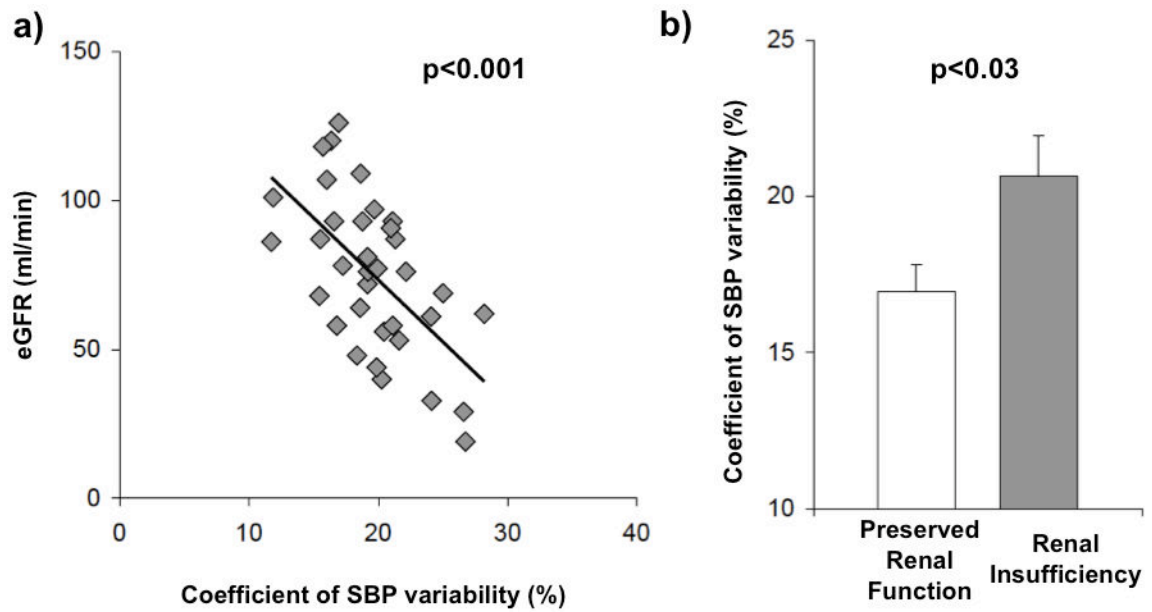 a)
p<0.001
150
100
50
0
eGFR (ml/min)
0 10 20 30 40
Coefficient of SBP variability (%)
b)
p<0.03
25
20
15
10
Coefficient of SBP variability (%)
Preserved
Renal
Function
Renal
Insufficiency